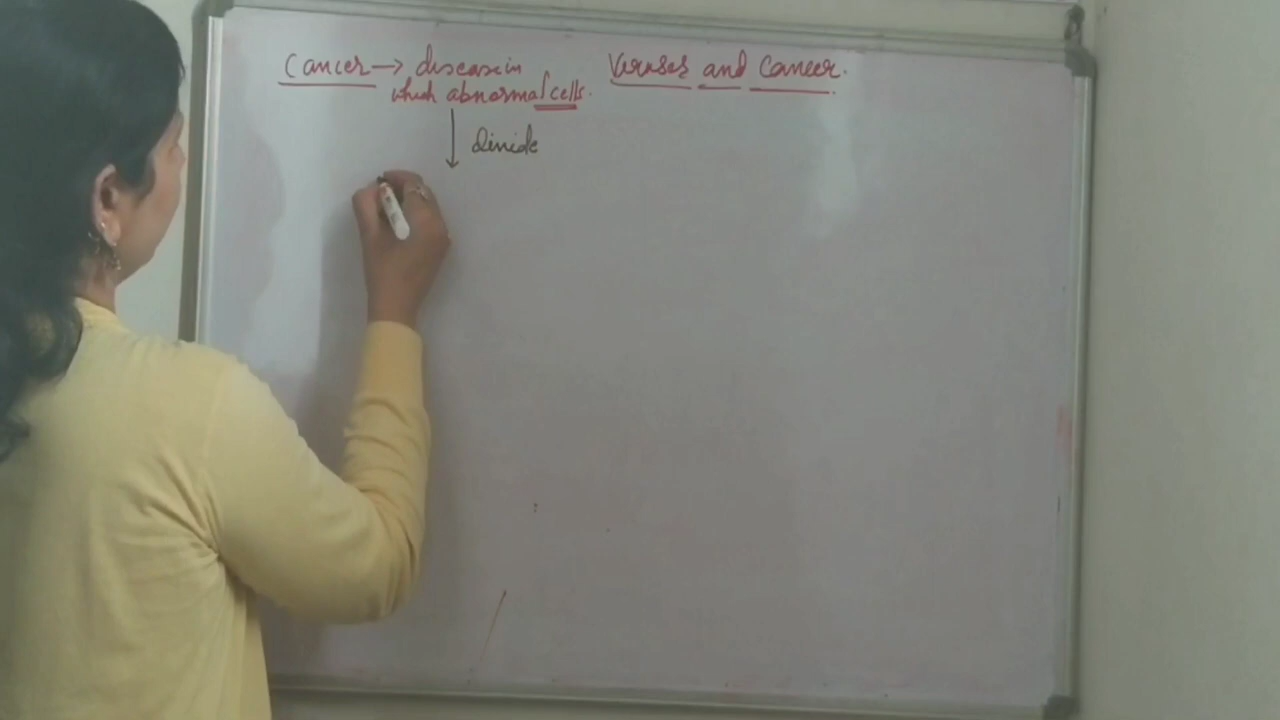 Cancer → disease in
which abnormal cells.
Viruses and Cancer.
↓ divide